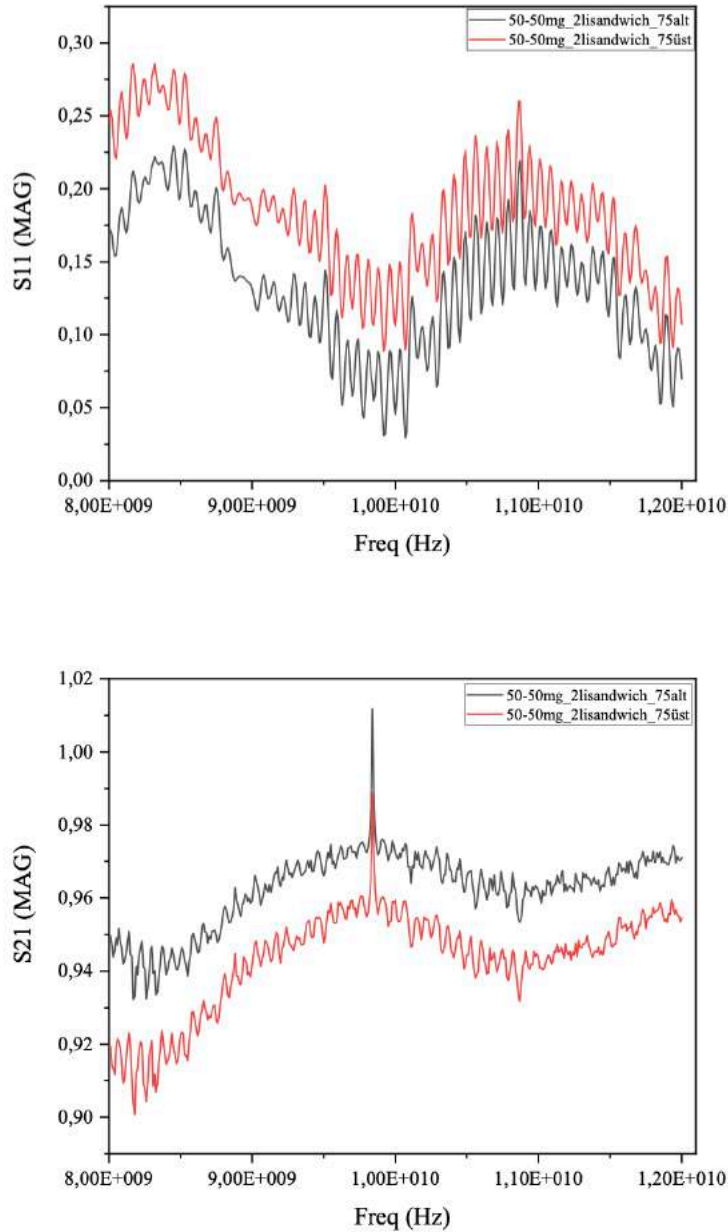 50-50mg_2lisandwich_75alt
50-50mg_2lisandwich_75üst
0,30
0,25
0,20
0,15
0,10
0,05
0,00
S11 (MAG)
8,00E+009 9,00E+009 1,00E+010 1,10E+010 1,20E+010
Freq (Hz)
50-50mg_2lisandwich_75alt
50-50mg_2lisandwich_75üst
1,02
1,00
0,98
0,96
0,94
0,92
0,90
S21 (MAG)
8,00E+009 9,00E+009 1,00E+010 1,10E+010 1,20E+010
Freq (Hz)